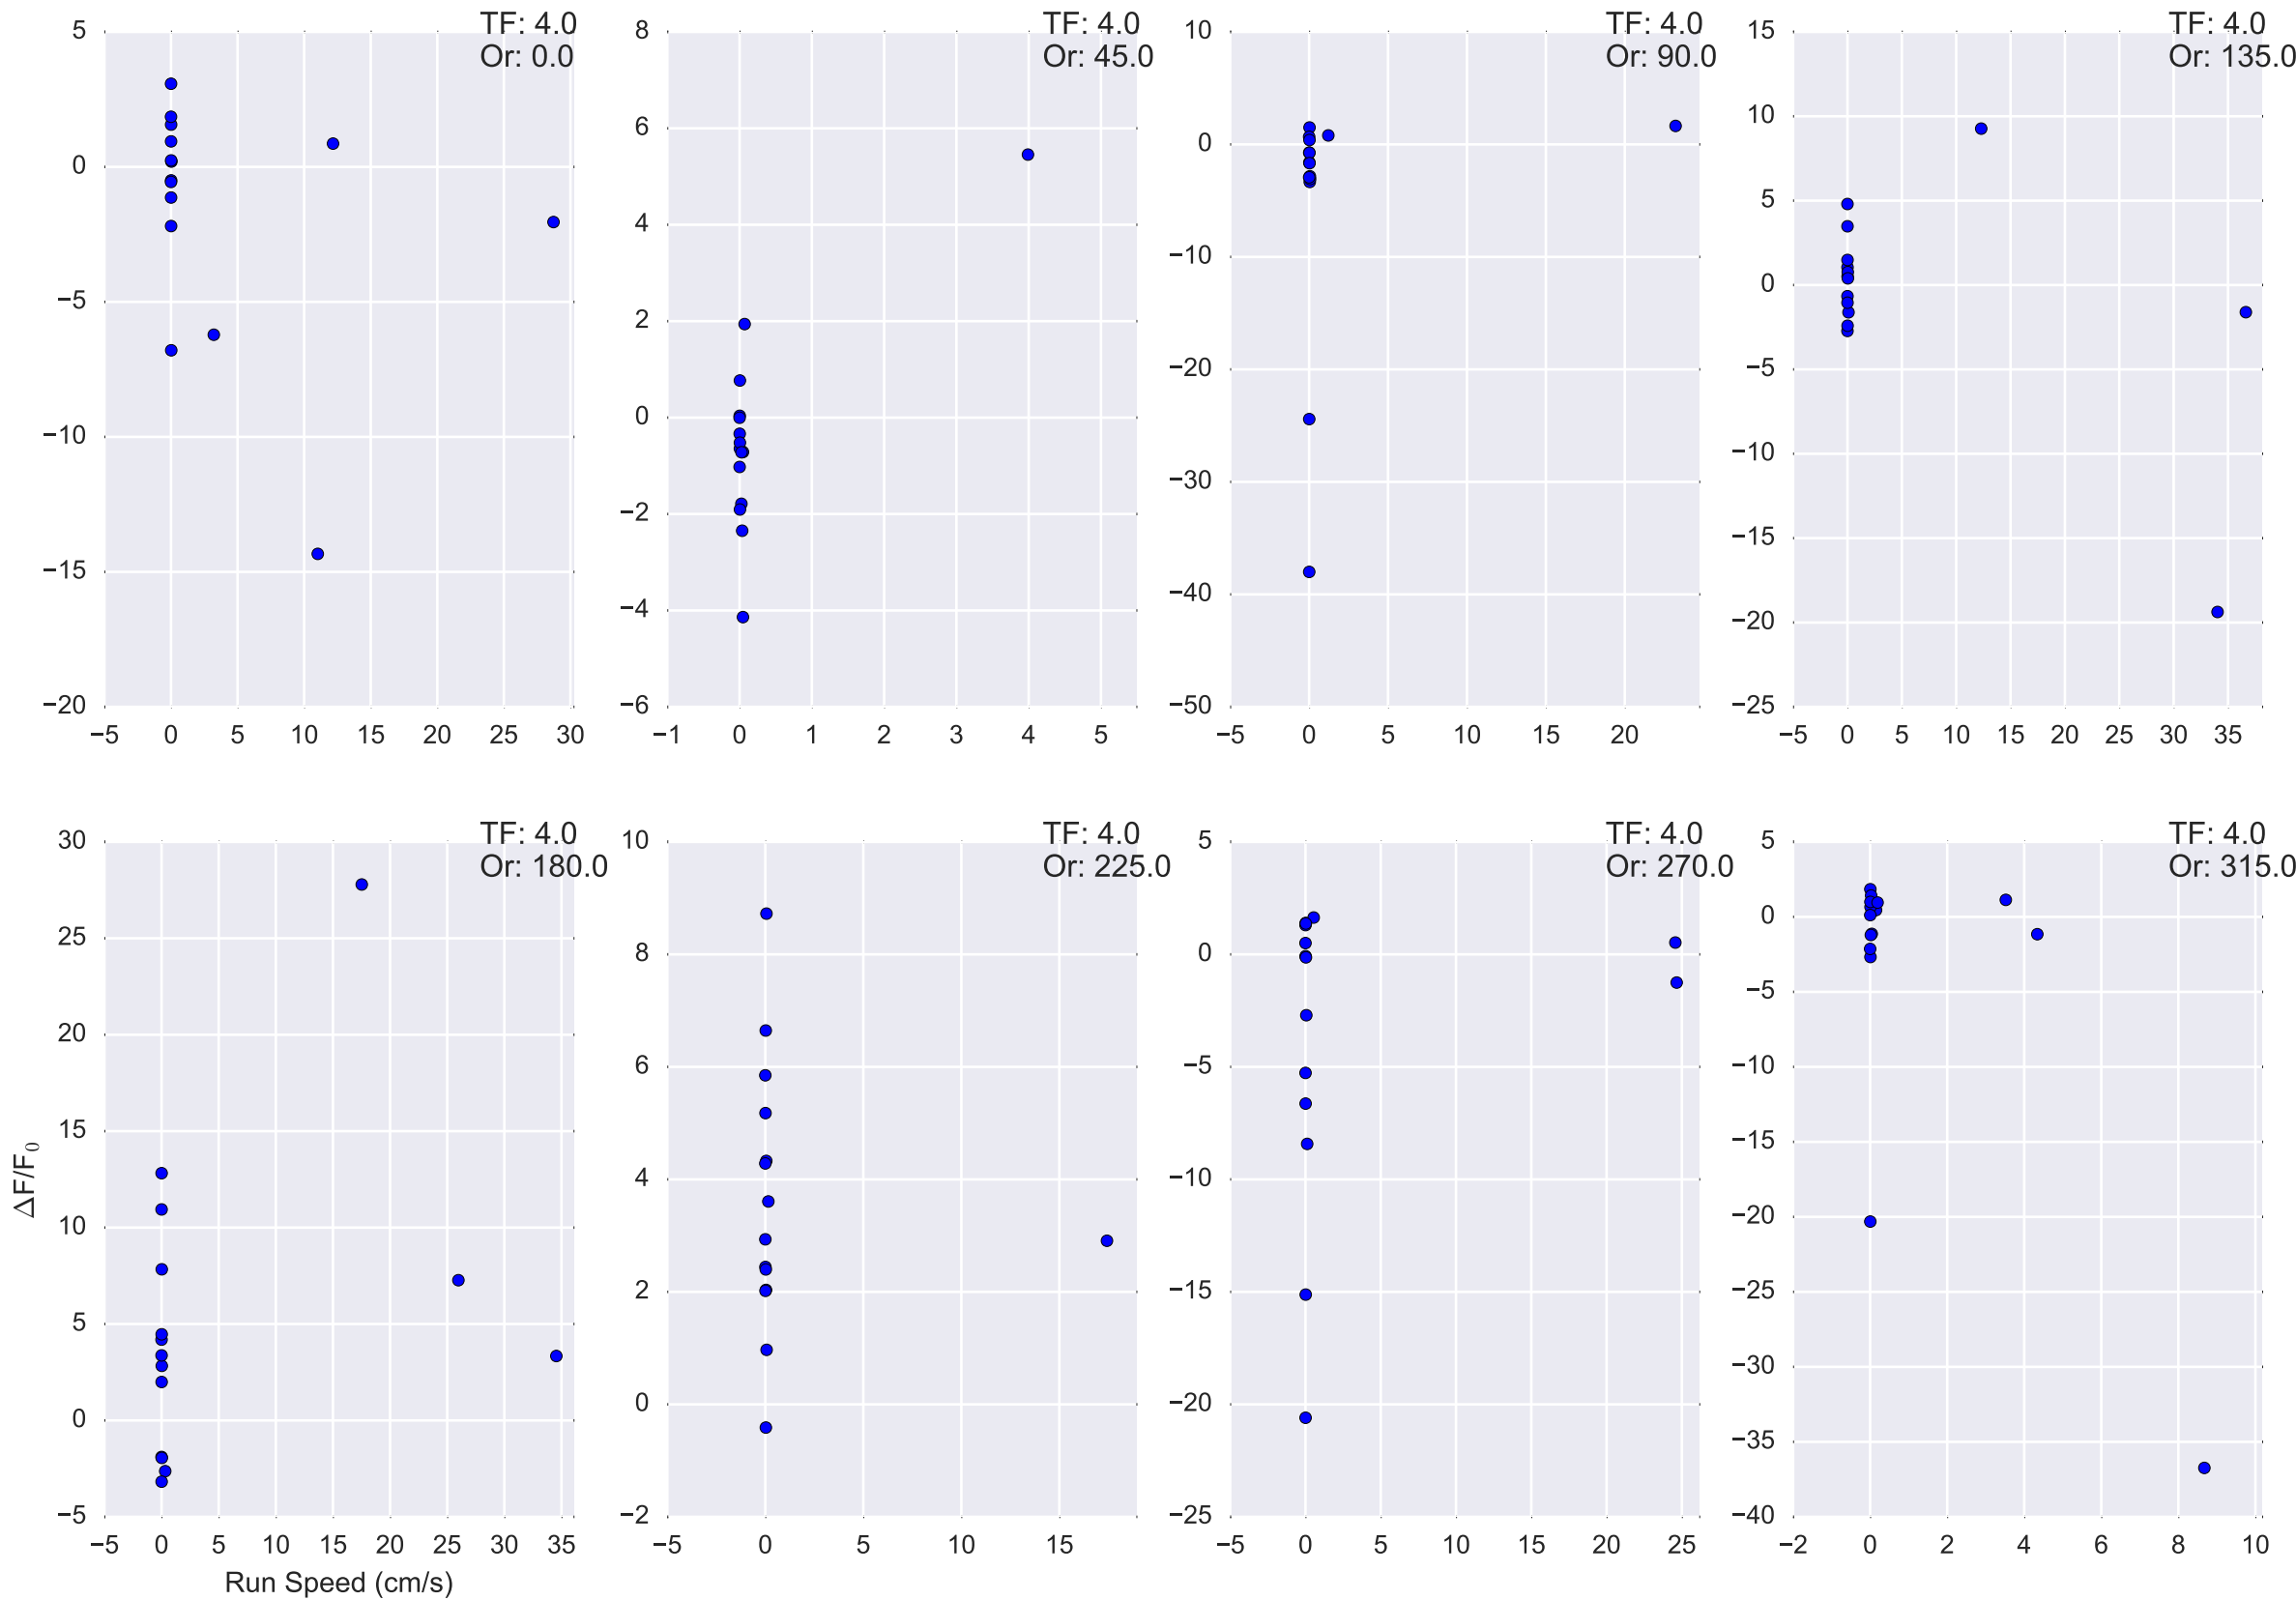 TF: 4.0
Or: 0.0
5
0
−5
−10
−15
−20
−5 0 5 10 15 20 25 30
TF: 4.0
Or: 45.0
8
6
4
2
0
−2
−4
−6
−1 0 1 2 3 4 5
TF: 4.0
Or: 90.0
10
0
−10
−20
−30
−40
−50
−5 0 5 10 15 20
TF: 4.0
Or: 135.0
15
10
5
0
−5
−10
−15
−20
−25
−5 0 5 10 15 20 25 30 35
TF: 4.0
Or: 180.0
30
25
20
15
10
5
0
−5
ΔF/F₀
−5 0 5 10 15 20 25 30 35
Run Speed (cm/s)
TF: 4.0
Or: 225.0
10
8
6
4
2
0
−2
−5 0 5 10 15
TF: 4.0
Or: 270.0
5
0
−5
−10
−15
−20
−25
−5 0 5 10 15 20 25
TF: 4.0
Or: 315.0
5
0
−5
−10
−15
−20
−25
−30
−35
−40
−2 0 2 4 6 8 10